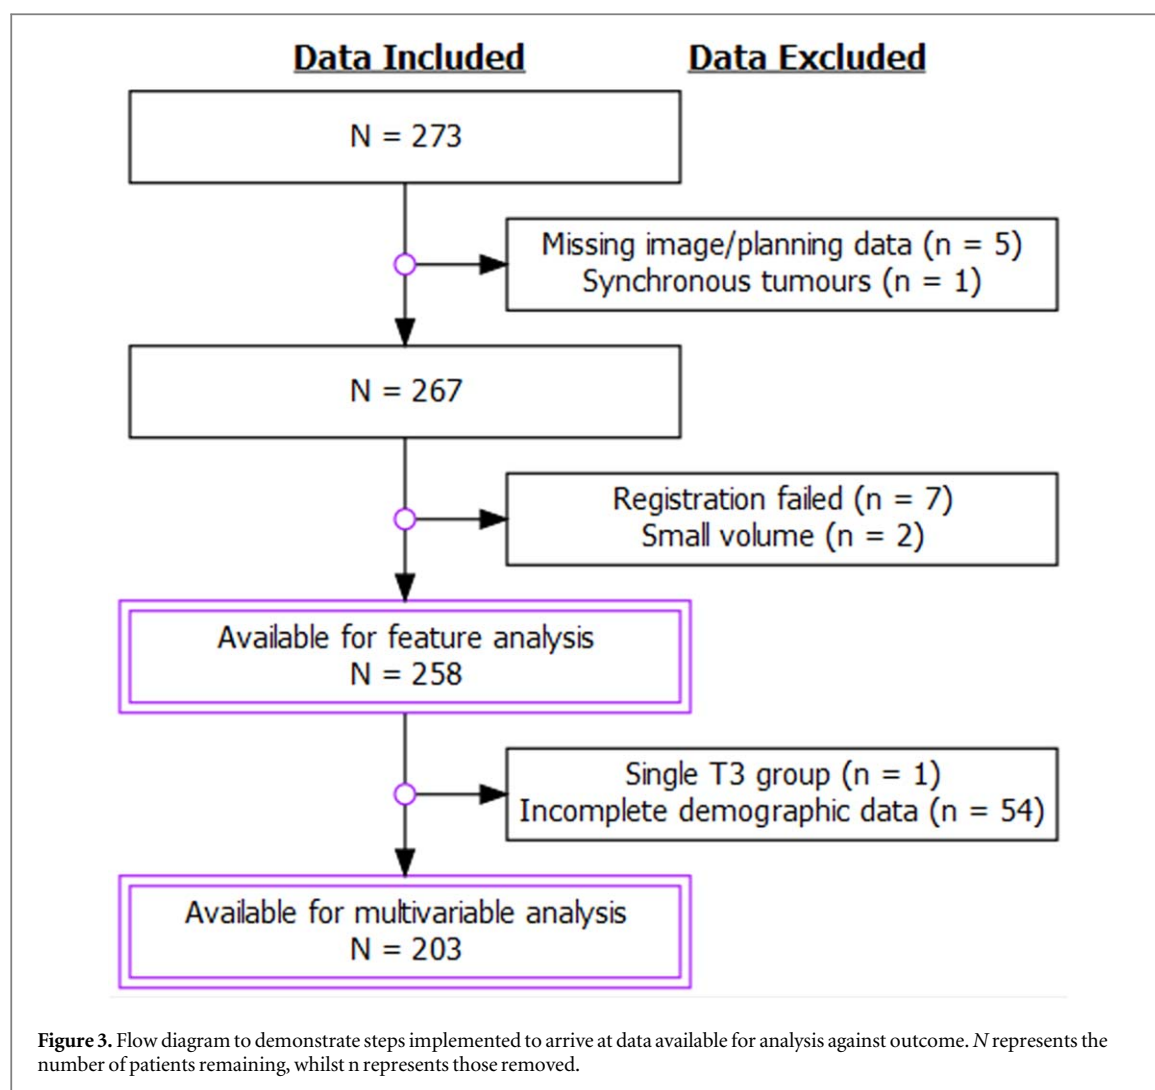 Data Included
Data Excluded
N = 273
Missing image/planning data (n = 5)
Synchronous tumours (n = 1)
N = 267
Registration failed (n = 7)
Small volume (n = 2)
Available for feature analysis
N = 258
Single T3 group (n = 1)
Incomplete demographic data (n = 54)
Available for multivariable analysis
N = 203
Figure 3. Flow diagram to demonstrate steps implemented to arrive at data available for analysis against outcome. N represents the
number of patients remaining, whilst n represents those removed.